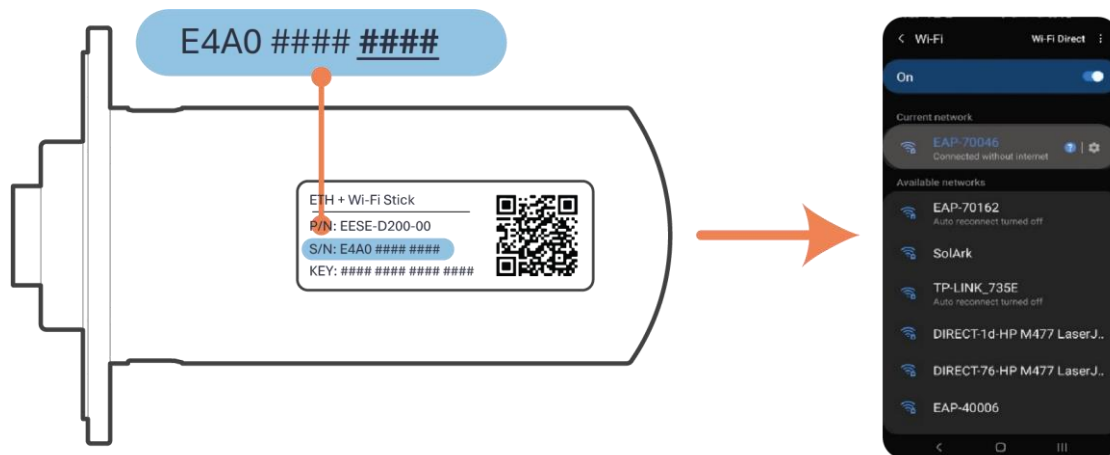 E4A0 #### ####
ETH + Wi-Fi Stick
P/N: EESE-D200-00
S/N: E4A0 #### ####
KEY: #### #### #### ####
Wi-Fi Wi-Fi Direct
On
Current network
EAP-70046
Connected without internet
Available networks
EAP-70162
Auto reconnect turned off
SolArk
TP-LINK_735E
Auto reconnect turned off
DIRECT-1d-HP M477 LaserJ..
DIRECT-76-HP M477 LaserJ..
EAP-40006